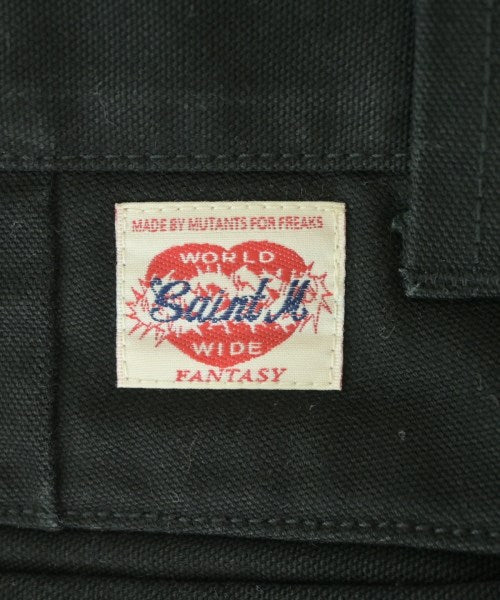 MADE BY MUTANTS FOR FREAKS
WORLD
Saint M
WIDE
FANTASY